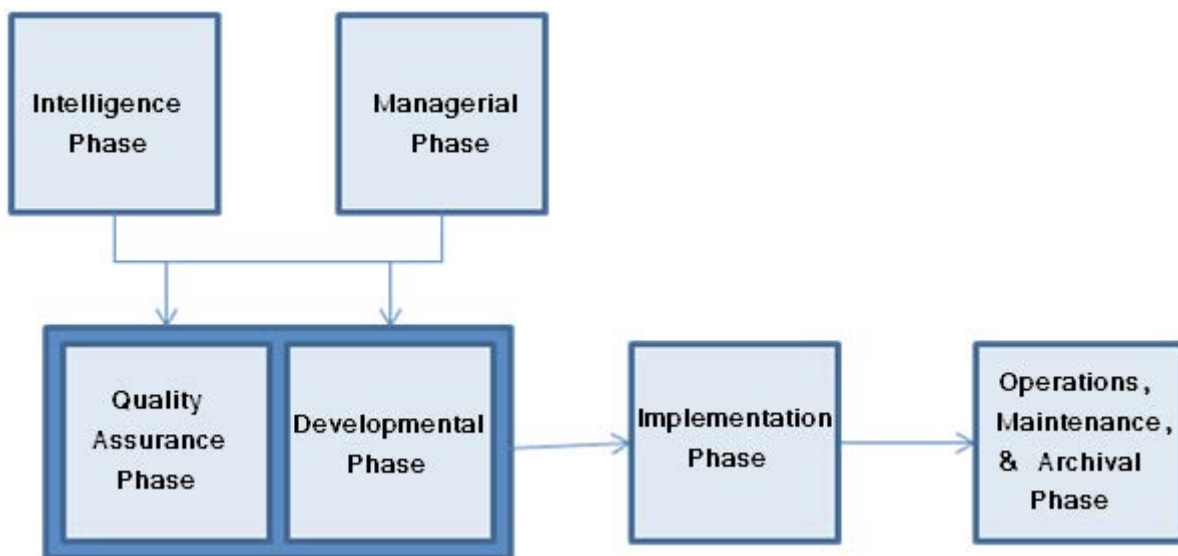 Intelligence
Phase
Managerial
Phase
Quality
Assurance
Phase
Developmental
Phase
Implementation
Phase
Operations,
Maintenance,
& Archival
Phase